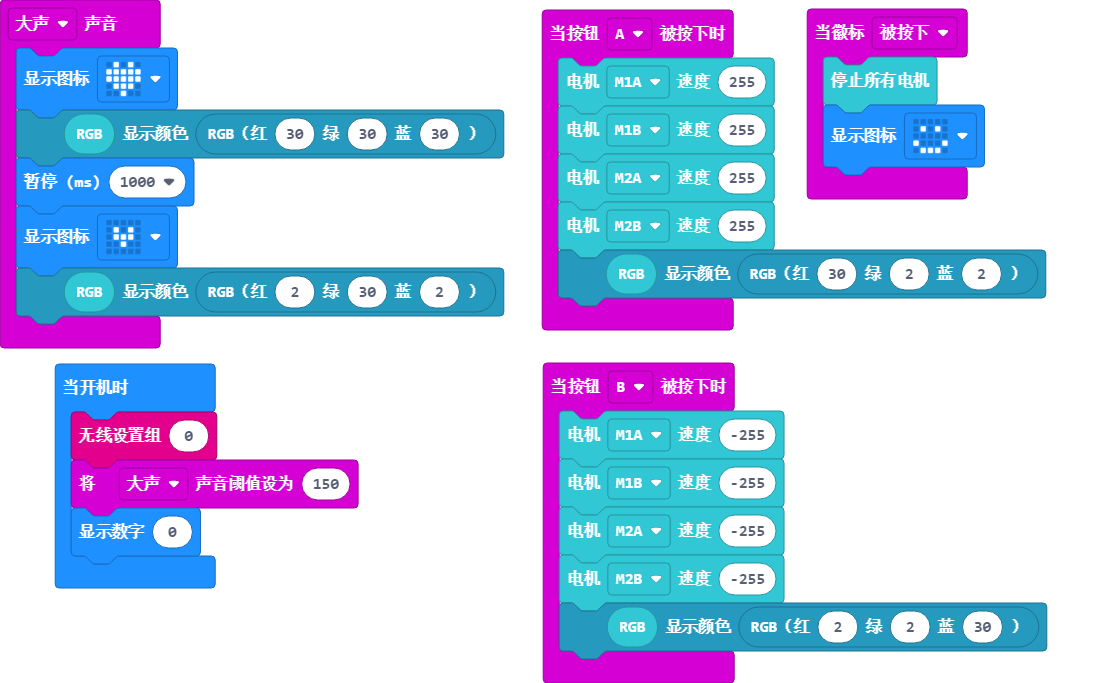 大声 声音
显示图标
RGB 显示颜色 RGB（红 30 绿 30 蓝 30 ）
暂停（ms） 1000
显示图标
RGB 显示颜色 RGB（红 2 绿 30 蓝 2 ）
当开机时
无线设置组 0
将 大声 声音阈值设为 150
显示数字 0
当按钮 A 被按下时
电机 M1A 速度 255
电机 M1B 速度 255
电机 M2A 速度 255
电机 M2B 速度 255
RGB 显示颜色 RGB（红 30 绿 2 蓝 2 ）
当徽标 被按下
停止所有电机
显示图标
当按钮 B 被按下时
电机 M1A 速度 -255
电机 M1B 速度 -255
电机 M2A 速度 -255
电机 M2B 速度 -255
RGB 显示颜色 RGB（红 2 绿 2 蓝 30 ）